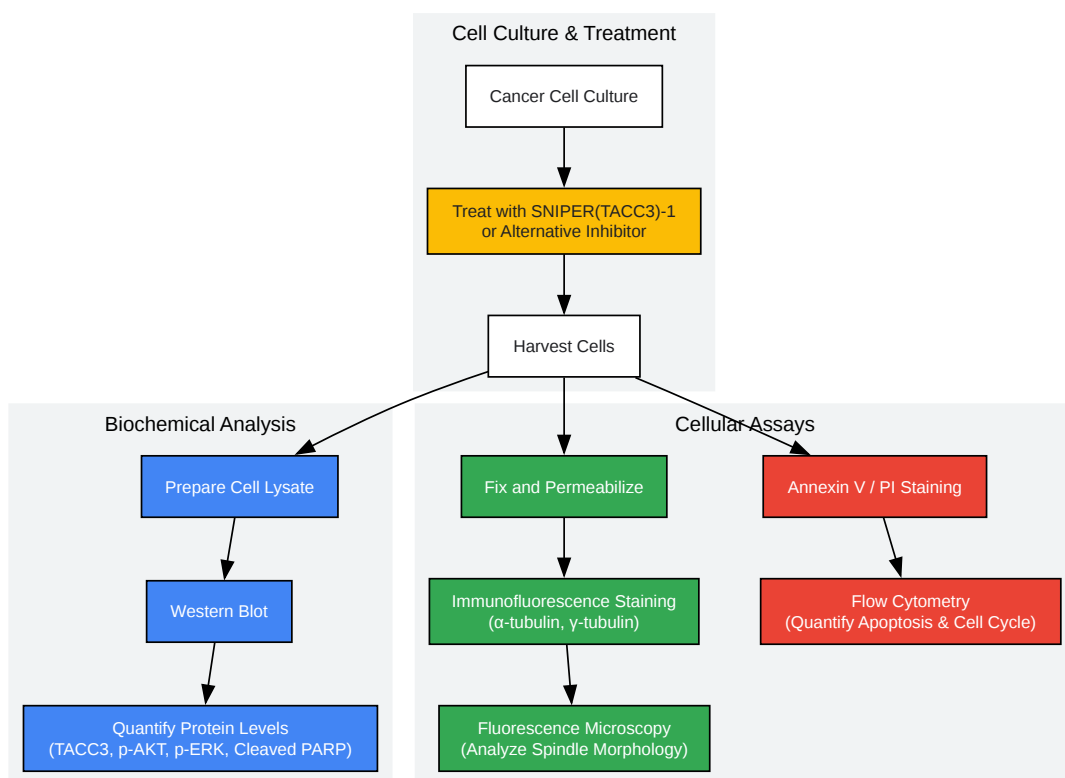 Cell Culture & Treatment
Cancer Cell Culture
Treat with SNIPER(TACC3)-1
or Alternative Inhibitor
Harvest Cells
Biochemical Analysis
Cellular Assays
Prepare Cell Lysate
Fix and Permeabilize
Annexin V / PI Staining
Western Blot
Immunofluorescence Staining
(α-tubulin, γ-tubulin)
Flow Cytometry
(Quantify Apoptosis & Cell Cycle)
Quantify Protein Levels
(TACC3, p-AKT, p-ERK, Cleaved PARP)
Fluorescence Microscopy
(Analyze Spindle Morphology)